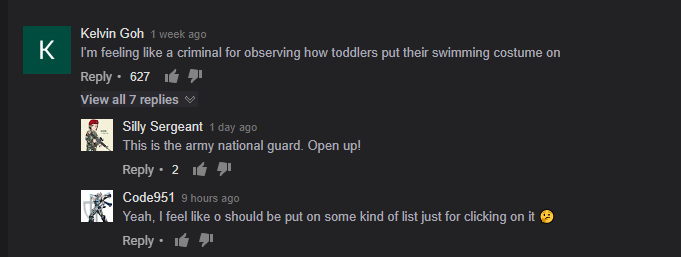 K
Kelvin Goh 1 week ago
I'm feeling like a criminal for observing how toddlers put their swimming costume on
Reply • 627
View all 7 replies
Silly Sergeant 1 day ago
This is the army national guard. Open up!
Reply • 2
Code951 9 hours ago
Yeah, I feel like o should be put on some kind of list just for clicking on it 🤔
Reply •